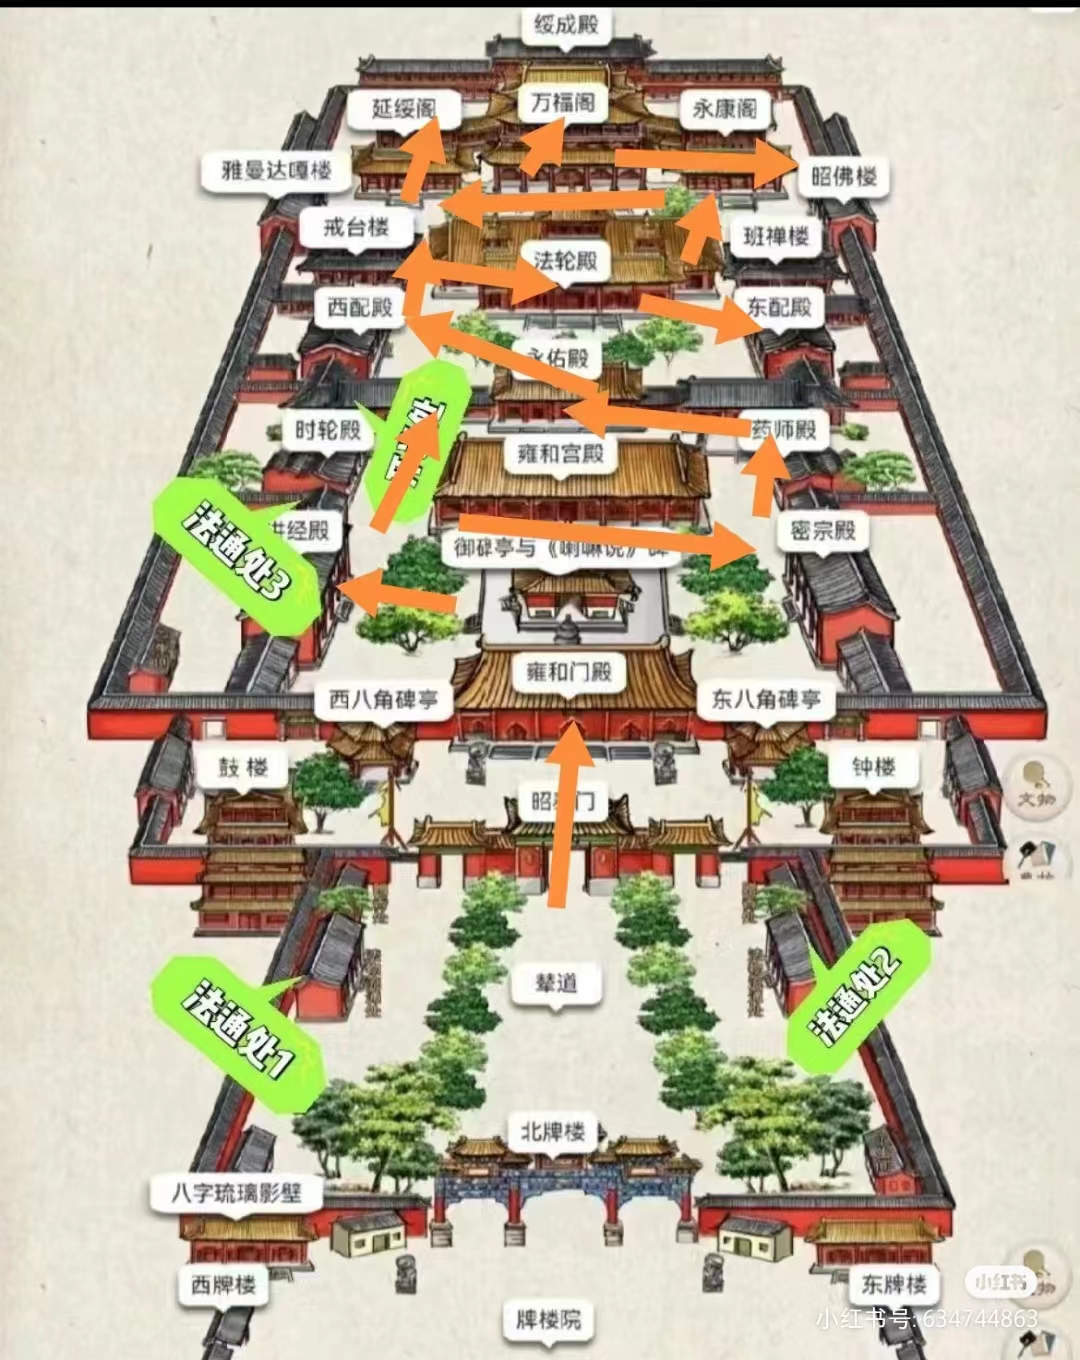 绥成殿
延绥阁
万福阁
永康阁
雅曼达嘎楼
昭佛楼
戒台楼
班禅楼
法轮殿
西配殿
东配殿
永佑殿
时轮殿
药师殿
雍和宫殿
法通处3
讲经殿
御碑亭与《喇嘛说》碑
密宗殿
雍和门殿
西八角碑亭
东八角碑亭
鼓楼
钟楼
文物
昭泰门
辇道
法通处1
法通处2
北牌楼
八字琉璃影壁
西牌楼
东牌楼
小红书
物
牌楼院
小红书号: 634744863